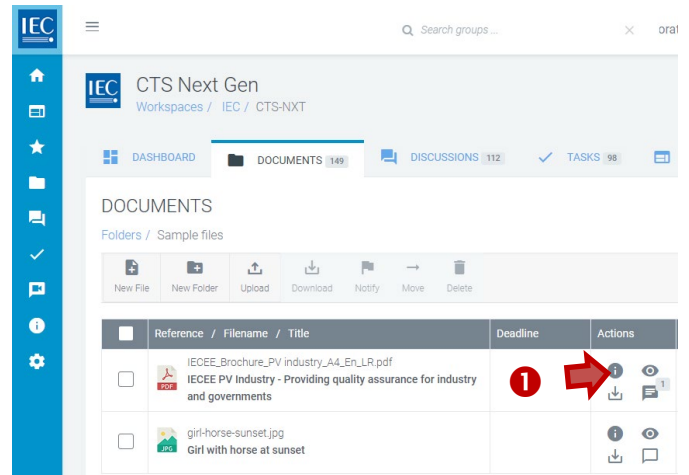 IEC
Search groups ...
orat
IEC
CTS Next Gen
Workspaces / IEC / CTS-NXT
DASHBOARD
DOCUMENTS 149
DISCUSSIONS 112
TASKS 98
DOCUMENTS
Folders / Sample files
New File New Folder Upload Download Notify Move Delete
Reference / Filename / Title Deadline Actions
IECEE_Brochure_PV industry_A4_En_LR.pdf
PDF
IECEE PV Industry - Providing quality assurance for industry
and governments
1
1
girl-horse-sunset.jpg
JPG
Girl with horse at sunset